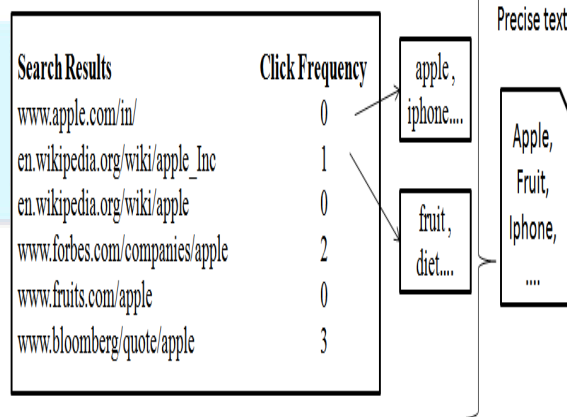 Search Results Click Frequency
www.apple.com/in/ 0
en.wikipedia.org/wiki/apple_Inc 1
en.wikipedia.org/wiki/apple 0
www.forbes.com/companies/apple 2
www.fruits.com/apple 0
www.bloomberg/quote/apple 3
apple ,
iphone....
fruit ,
diet....
Precise text
Apple,
Fruit,
Iphone,
....